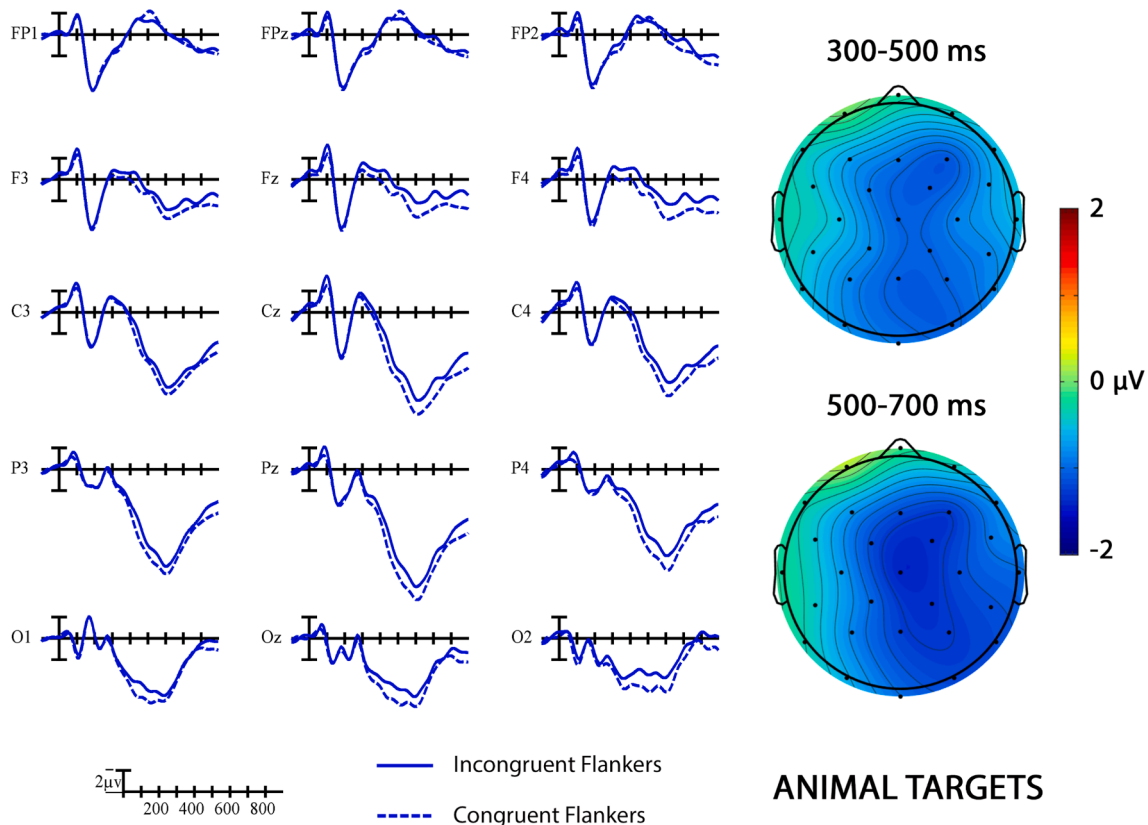 FP1 FPz FP2
300-500 ms
F3 Fz F4
C3 Cz C4
2
0 µV
-2
500-700 ms
P3 Pz P4
O1 Oz O2
2µv
200 400 600 800
Incongruent Flankers
Congruent Flankers
ANIMAL TARGETS